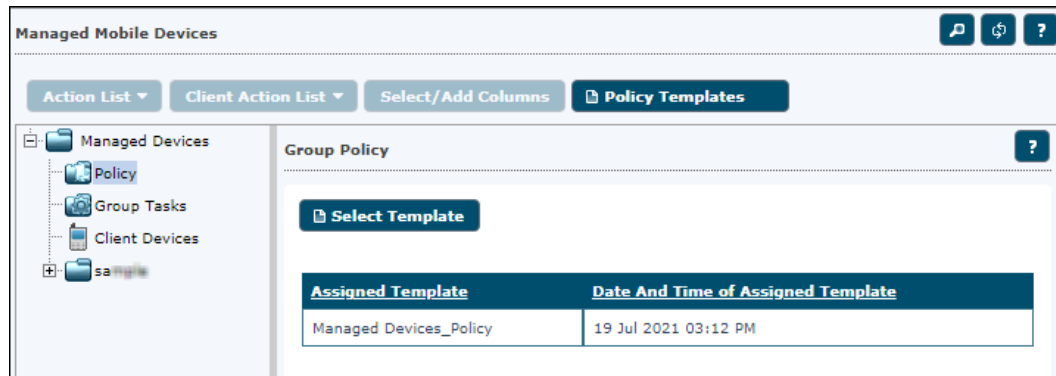 Managed Mobile Devices
?
Action List
Client Action List
Select/Add Columns
Policy Templates
Managed Devices
Policy
Group Tasks
Client Devices
Group Policy
?
Select Template
Assigned Template
Date And Time of Assigned Template
Managed Devices_Policy
19 Jul 2021 03:12 PM